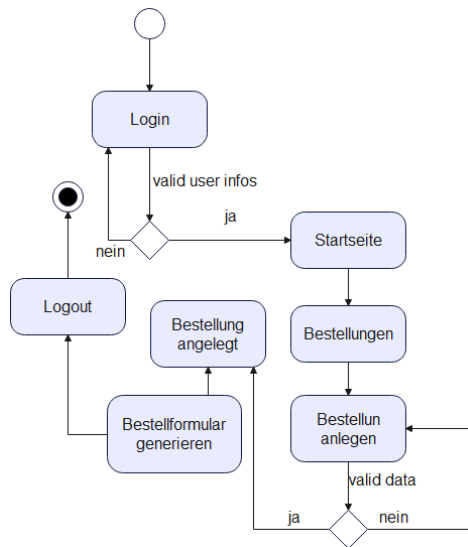 Login
valid user infos
nein
ja
Startseite
Logout
Bestellung
angelegt
Bestellungen
Bestellformular
generieren
Bestellun
anlegen
valid data
ja
nein